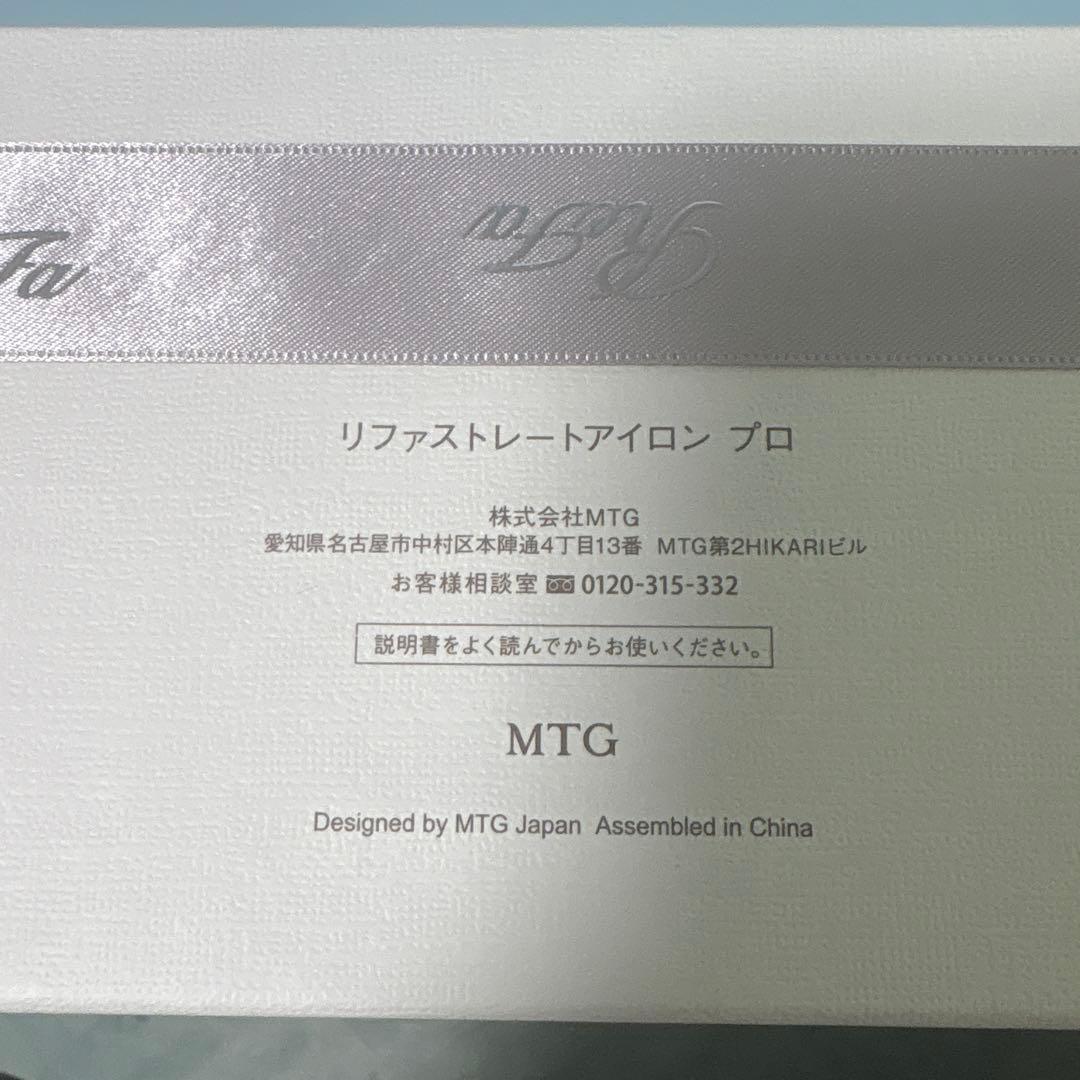 ReFa
Fa
リファストレートアイロン プロ
株式会社MTG
愛知県名古屋市中村区本陣通4丁目13番 MTG第2HIKARIビル
お客様相談室 0120-315-332
説明書をよく読んでからお使いください。
MTG
Designed by MTG Japan Assembled in China